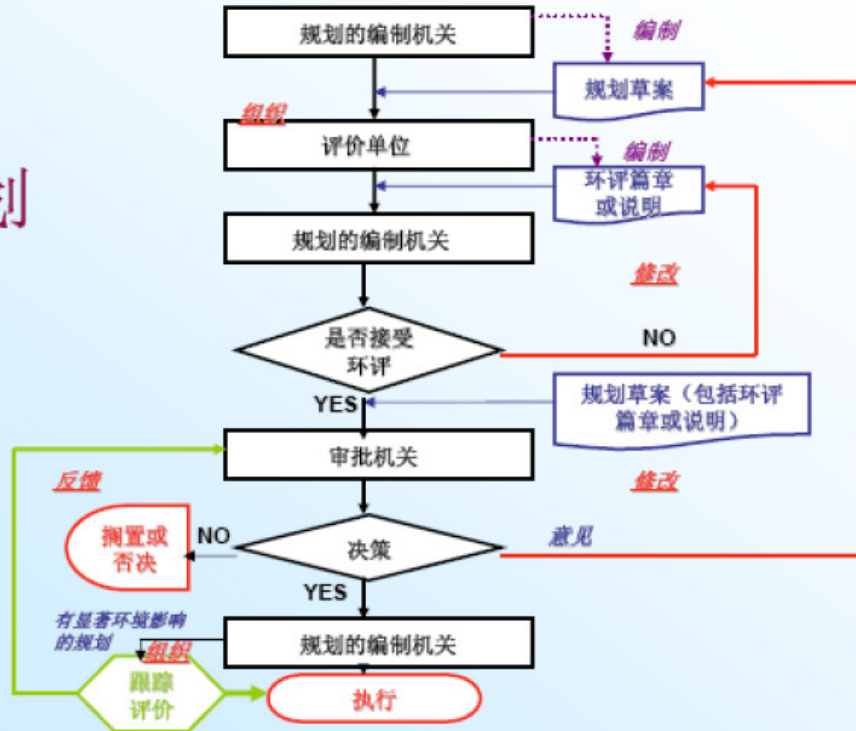 规划的编制机关
编制
规划草案
组织
评价单位
编制
划
环评篇章
或说明
规划的编制机关
修改
是否接受
环评
NO
YES
规划草案（包括环评
篇章或说明）
审批机关
反馈
修改
搁置或
否决
NO
决策
意见
YES
有显著环境影响
的规划
组织
规划的编制机关
跟踪
评价
执行